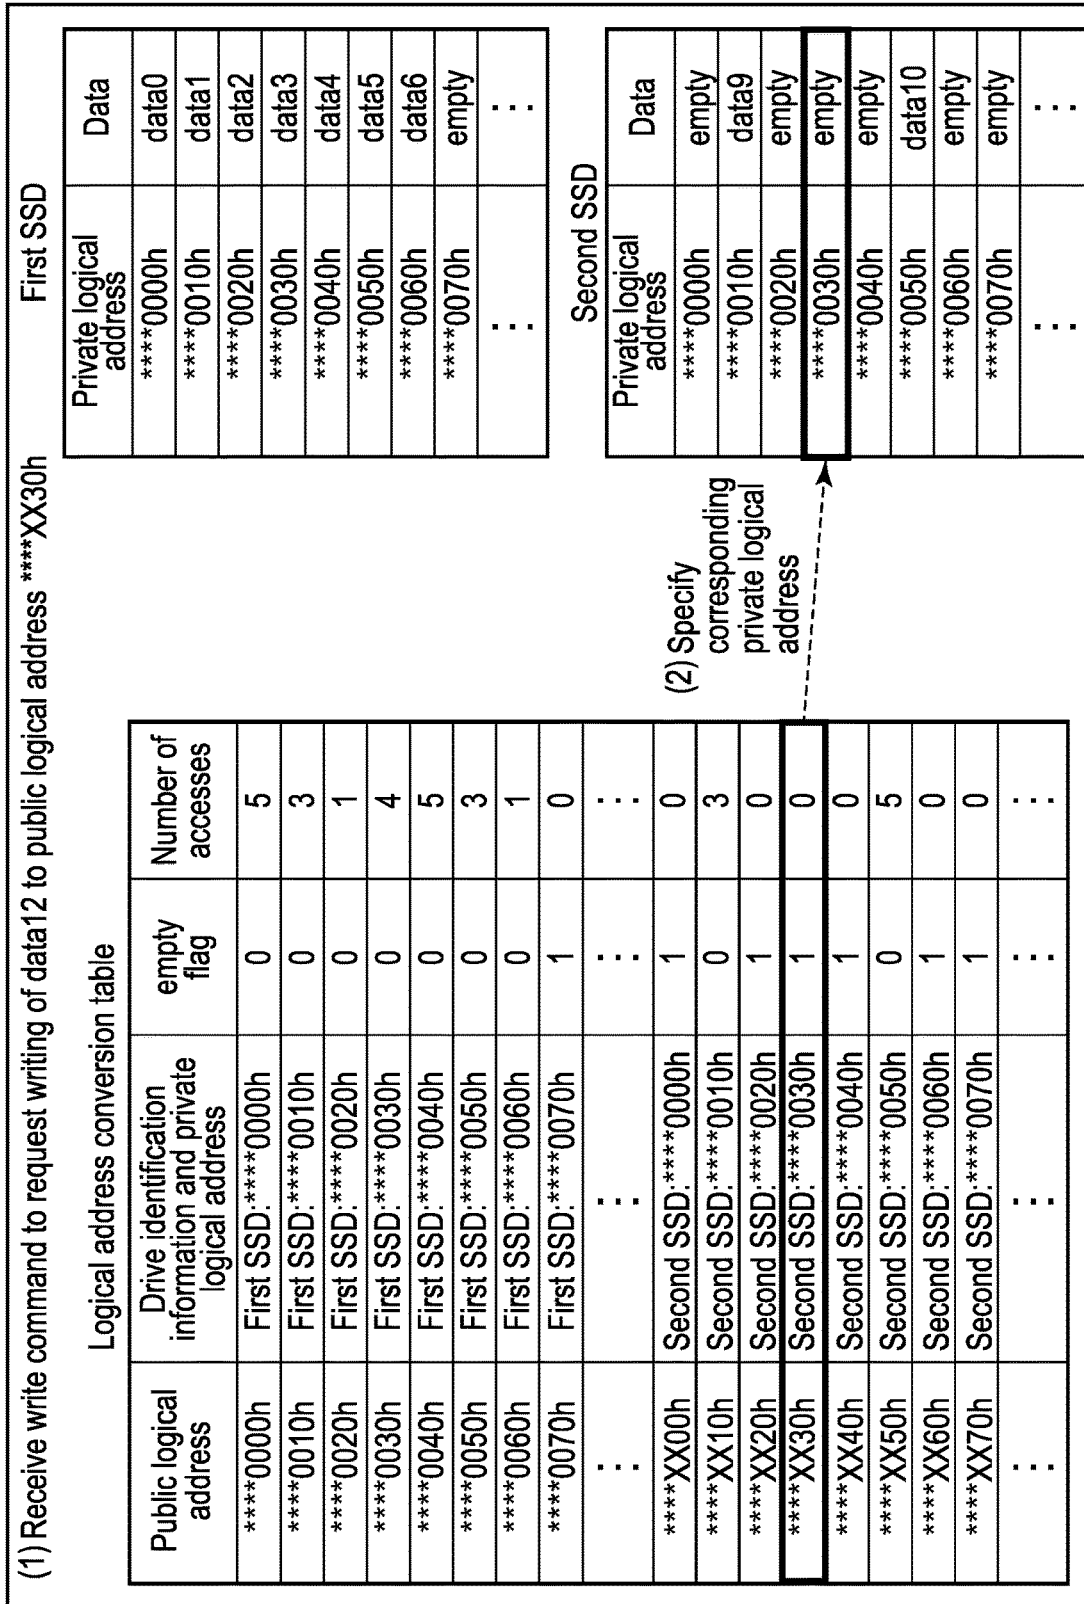 (1) Receive write command to request writing of data12 to public logical address ****XX30h
Logical address conversion table
Public logical
address
Drive identification
information and private
logical address
empty
flag
Number of
accesses
****0000h First SSD:****0000h 0 5
****0010h First SSD:****0010h 0 3
****0020h First SSD:****0020h 0 1
****0030h First SSD:****0030h 0 4
****0040h First SSD:****0040h 0 5
****0050h First SSD:****0050h 0 3
****0060h First SSD:****0060h 0 1
****0070h First SSD:****0070h 1 0
... ... ... ...
****XX00h Second SSD:****0000h 1 0
****XX10h Second SSD:****0010h 0 3
****XX20h Second SSD:****0020h 1 0
****XX30h Second SSD:****0030h 1 0
****XX40h Second SSD:****0040h 1 0
****XX50h Second SSD:****0050h 0 5
****XX60h Second SSD:****0060h 1 0
****XX70h Second SSD:****0070h 1 0
... ... ... ...
(2) Specify
corresponding
private logical
address
First SSD
Private logical
address
Data
****0000h data0
****0010h data1
****0020h data2
****0030h data3
****0040h data4
****0050h data5
****0060h data6
****0070h empty
... ...
Second SSD
Private logical
address
Data
****0000h empty
****0010h data9
****0020h empty
****0030h empty
****0040h empty
****0050h data10
****0060h empty
****0070h empty
... ...